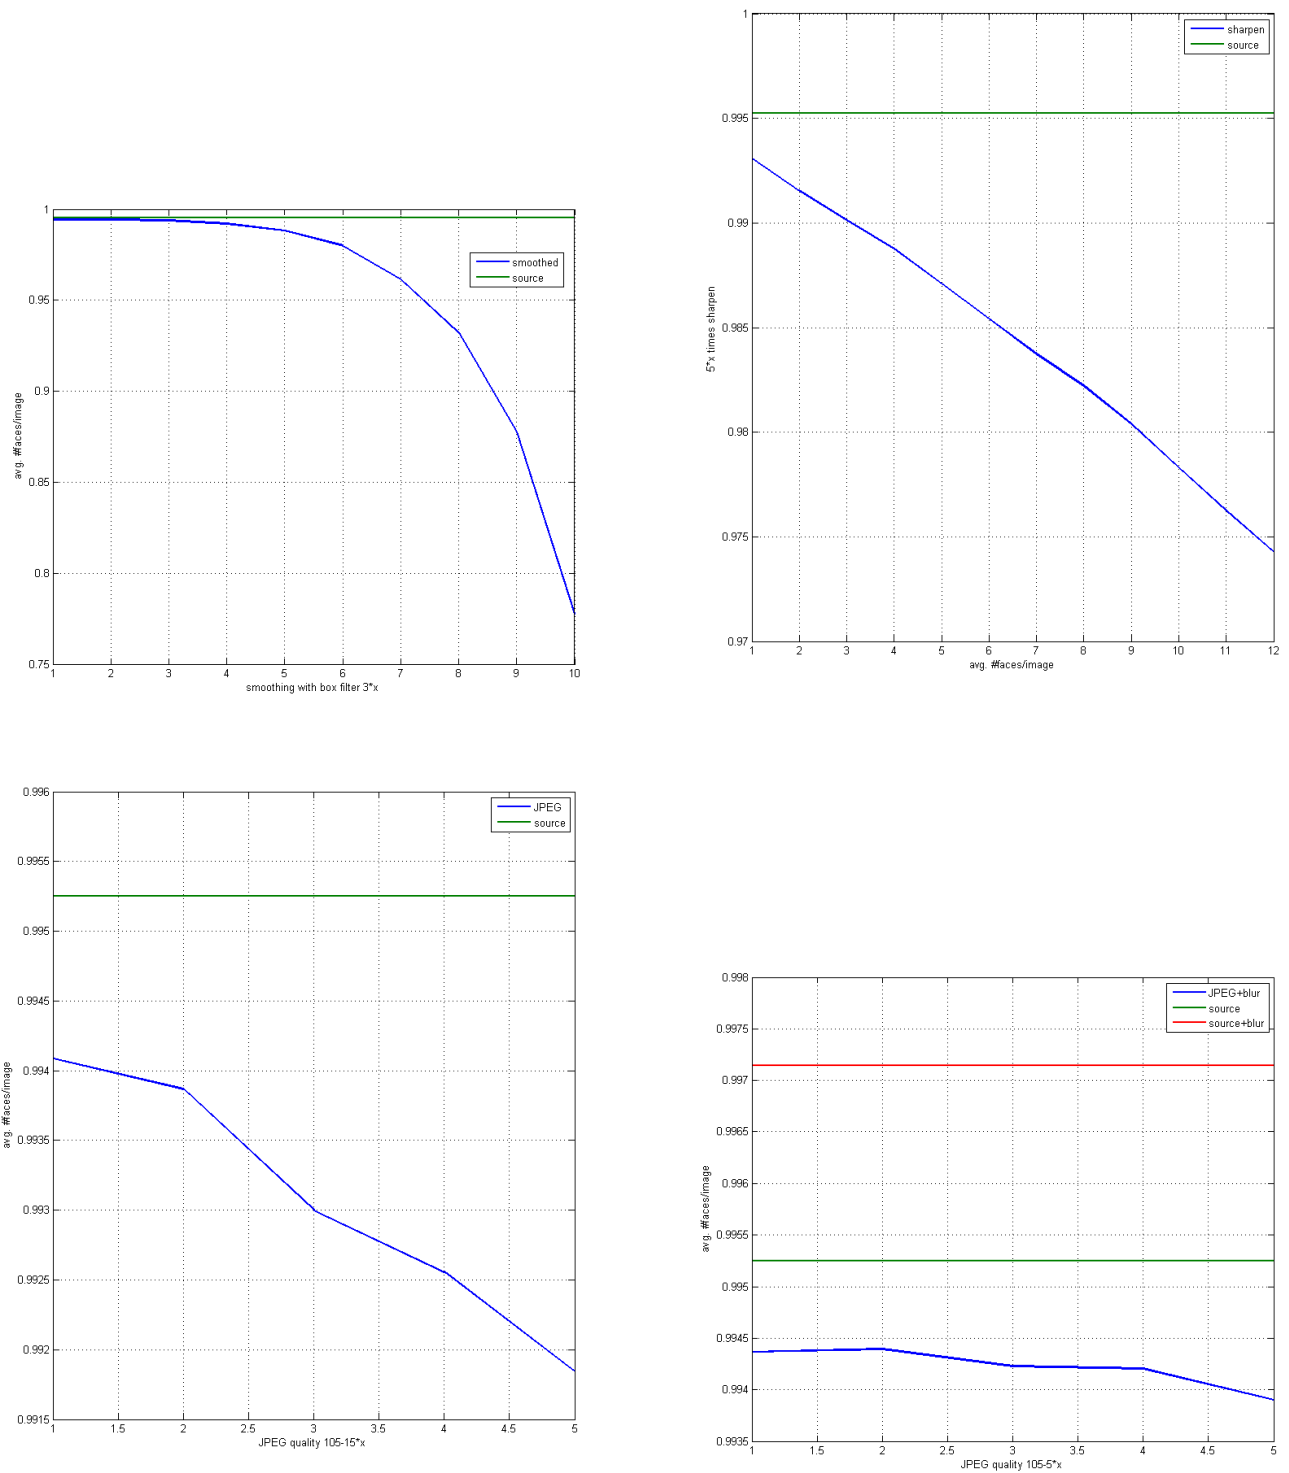 1
0.95
0.9
0.85
0.8
0.75
1 2 3 4 5 6 7 8 9 10
avg. #faces/image
smoothing with box filter 3*x
smoothed
source
1
0.995
0.99
0.985
0.98
0.975
0.97
1 2 3 4 5 6 7 8 9 10 11 12
5*x times sharpen
avg. #faces/image
sharpen
source
0.996
0.9955
0.995
0.9945
0.994
0.9935
0.993
0.9925
0.992
0.9915
1 1.5 2 2.5 3 3.5 4 4.5 5
avg. #faces/image
JPEG quality 105-15*x
JPEG
source
0.998
0.9975
0.997
0.9965
0.996
0.9955
0.995
0.9945
0.994
0.9935
1 1.5 2 2.5 3 3.5 4 4.5 5
avg. #faces/image
JPEG quality 105-5*x
JPEG+blur
source
source+blur